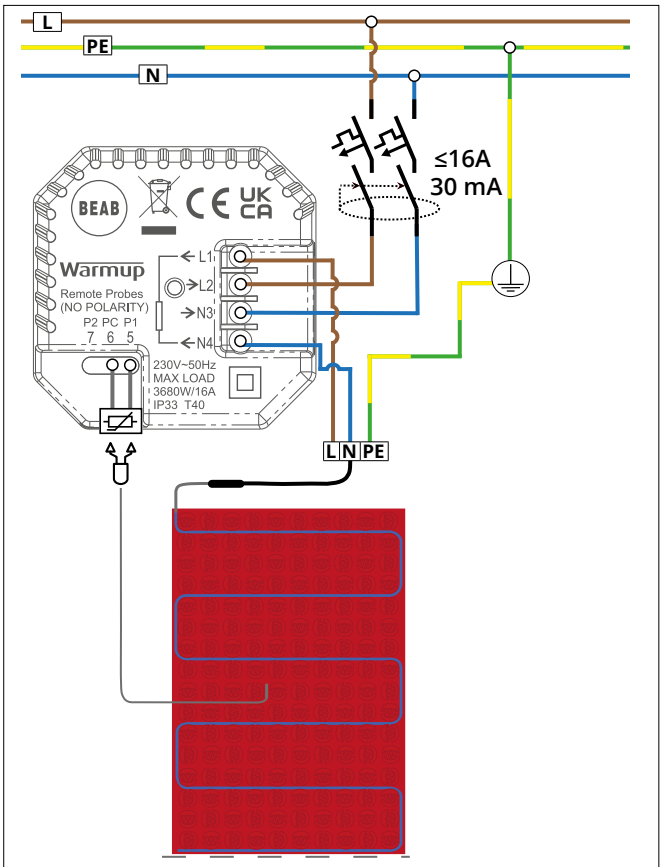 L
PE
N
≤16A
30 mA
BEAB
CE UK
CA
Warmup
Remote Probes
(NO POLARITY)
P2 PC P1
7 6 5
L1
L2
N3
N4
230V~50Hz
MAX LOAD
3680W/16A
IP33 T40
L N PE